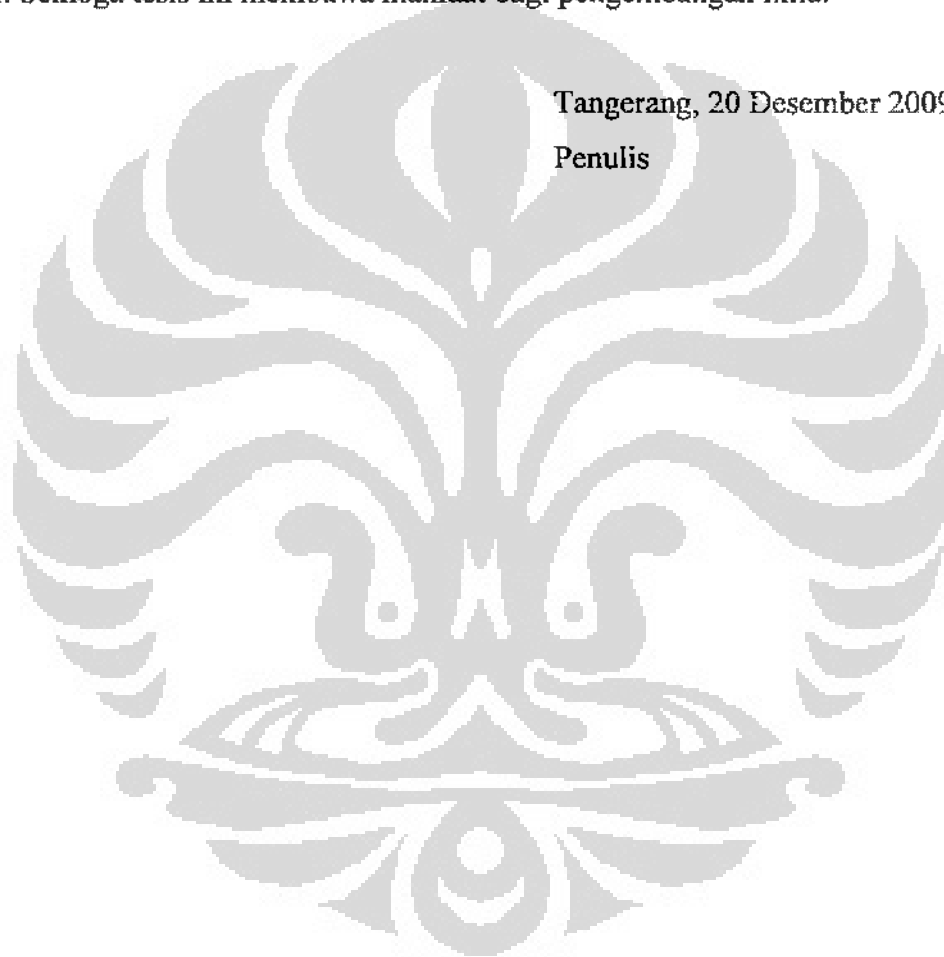 Semoga tesis ini membawa manfaat bagi pengembangan ilmu.
Tangerang, 20 Desember 2009
Penulis